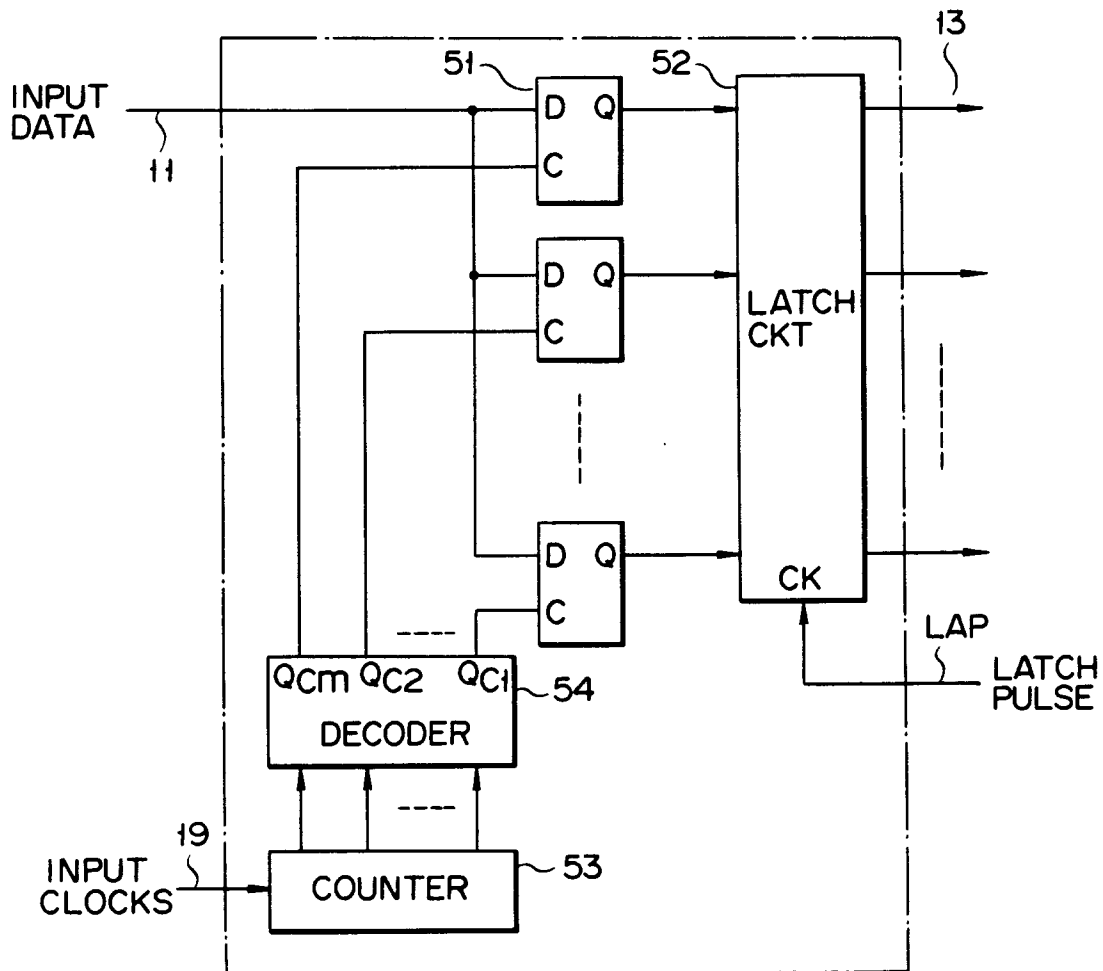 13
51
52
INPUT
DATA
11
D Q
C
D Q
C
LATCH
CKT
D Q
C
CK
LAP
LATCH
PULSE
QCm QC2 QC1
54
DECODER
19
INPUT
CLOCKS
COUNTER
53